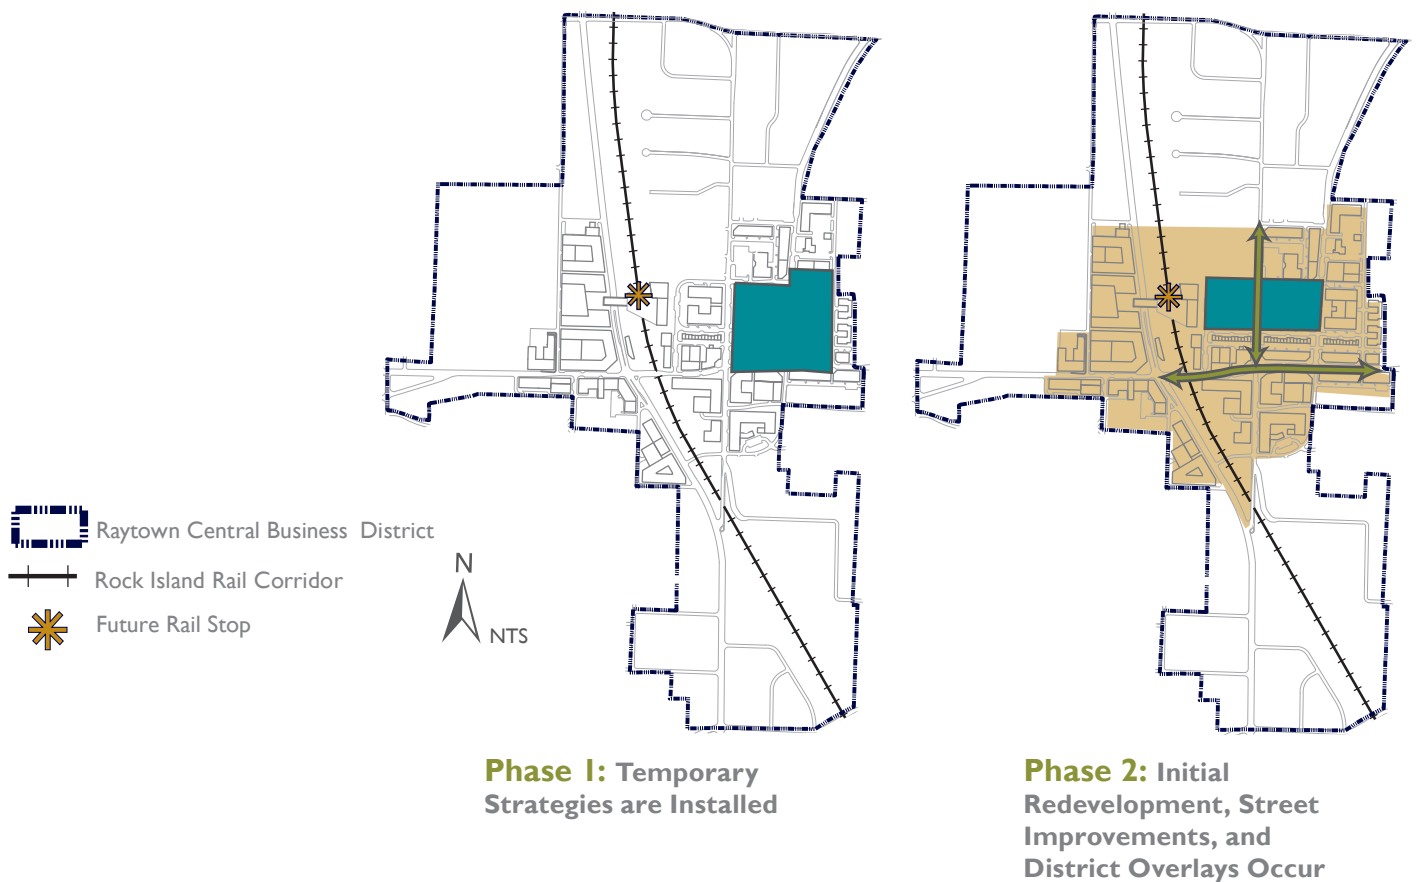 Raytown Central Business District
Rock Island Rail Corridor
Future Rail Stop
N
NTS
Phase 1: Temporary
Strategies are Installed
Phase 2: Initial
Redevelopment, Street
Improvements, and
District Overlays Occur